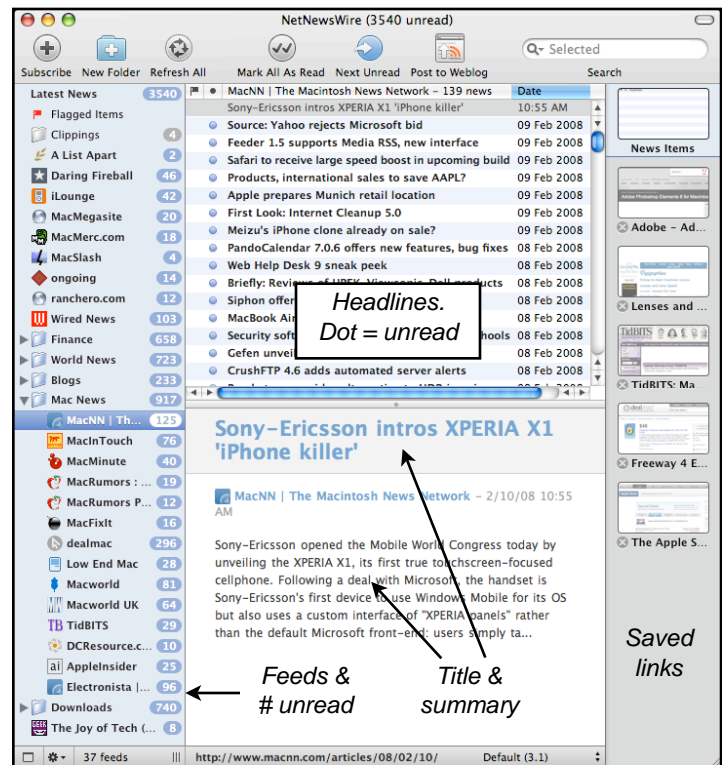 NetNewsWire (3540 unread)
Subscribe New Folder Refresh All Mark All As Read Next Unread Post to Weblog Search
Selected
Latest News 3540
Flagged Items
Clippings 4
A List Apart 2
Daring Fireball 46
iLounge 42
MacMegasite 20
MacMerc.com 18
MacSlash 4
ongoing 14
ranchero.com 12
Wired News 103
Finance 658
World News 723
Blogs 233
Mac News 917
MacNN | Th... 125
MacInTouch 76
MacMinute 40
MacRumors : ... 19
MacRumors P... 12
MacFixIt 16
dealmac 296
Low End Mac 28
Macworld 81
Macworld UK 64
TidBITS 29
DCResource.c... 10
AppleInsider 25
Electronista |... 96
Downloads 740
The Joy of Tech (... 8
37 feeds
MacNN | The Macintosh News Network – 139 news Date
Sony-Ericsson intros XPERIA X1 'iPhone killer' 10:55 AM
Source: Yahoo rejects Microsoft bid 09 Feb 2008
Feeder 1.5 supports Media RSS, new interface 09 Feb 2008
Safari to receive large speed boost in upcoming build 09 Feb 2008
Products, international sales to save AAPL? 09 Feb 2008
Apple prepares Munich retail location 09 Feb 2008
First Look: Internet Cleanup 5.0 09 Feb 2008
Meizu's iPhone clone already on sale? 09 Feb 2008
PandoCalendar 7.0.6 offers new features, bug fixes 08 Feb 2008
Web Help Desk 9 sneak peek 08 Feb 2008
Briefly: Reviews of UPEK, Viewsonic, Dell products 08 Feb 2008
Siphon offer 08 Feb 2008
MacBook Air 08 Feb 2008
Security soft hools 08 Feb 2008
Gefen unvei 08 Feb 2008
CrushFTP 4.6 adds automated server alerts 08 Feb 2008
Headlines.
Dot = unread
Sony-Ericsson intros XPERIA X1
'iPhone killer'
MacNN | The Macintosh News Network – 2/10/08 10:55
AM
Sony-Ericsson opened the Mobile World Congress today by
unveiling the XPERIA X1, its first true touchscreen-focused
cellphone. Following a deal with Microsoft, the handset is
Sony-Ericsson's first device to use Windows Mobile for its OS
but also uses a custom interface of "XPERIA panels" rather
than the default Microsoft front-end: users simply ta...
Feeds &
# unread
Title &
summary
http://www.macnn.com/articles/08/02/10/ Default (3.1)
News Items
Adobe – Ad...
Lenses and ...
TidBITS
TidBITS: Ma...
Freeway 4 E...
The Apple S...
Saved
links